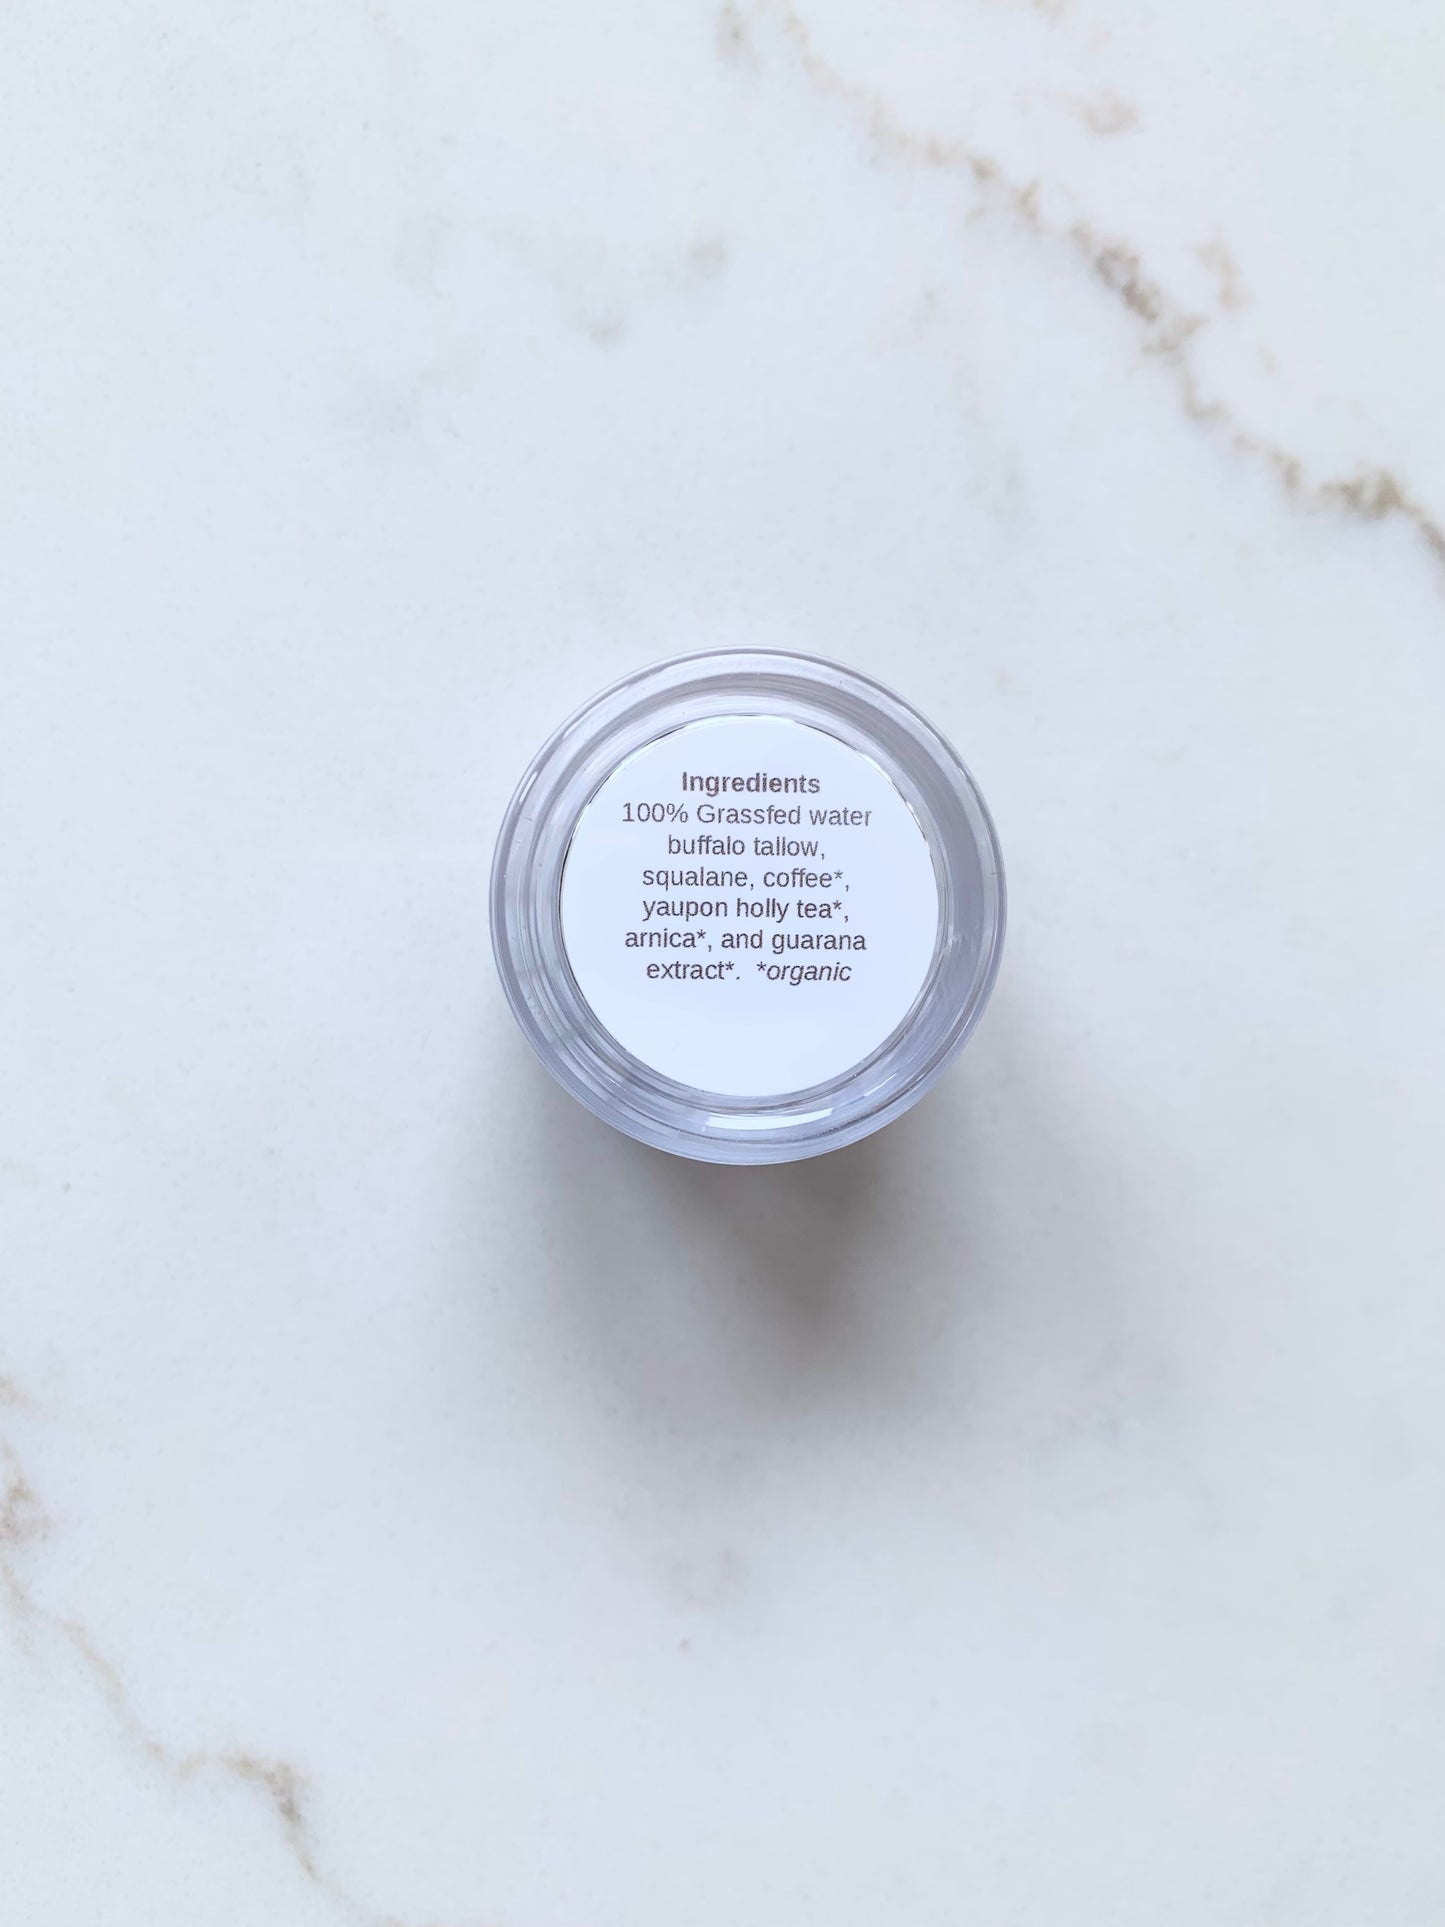 Ingredients
100% Grassfed water
buffalo tallow,
squalane, coffee*,
yaupon holly tea*,
arnica*, and guarana
extract*.  *organic